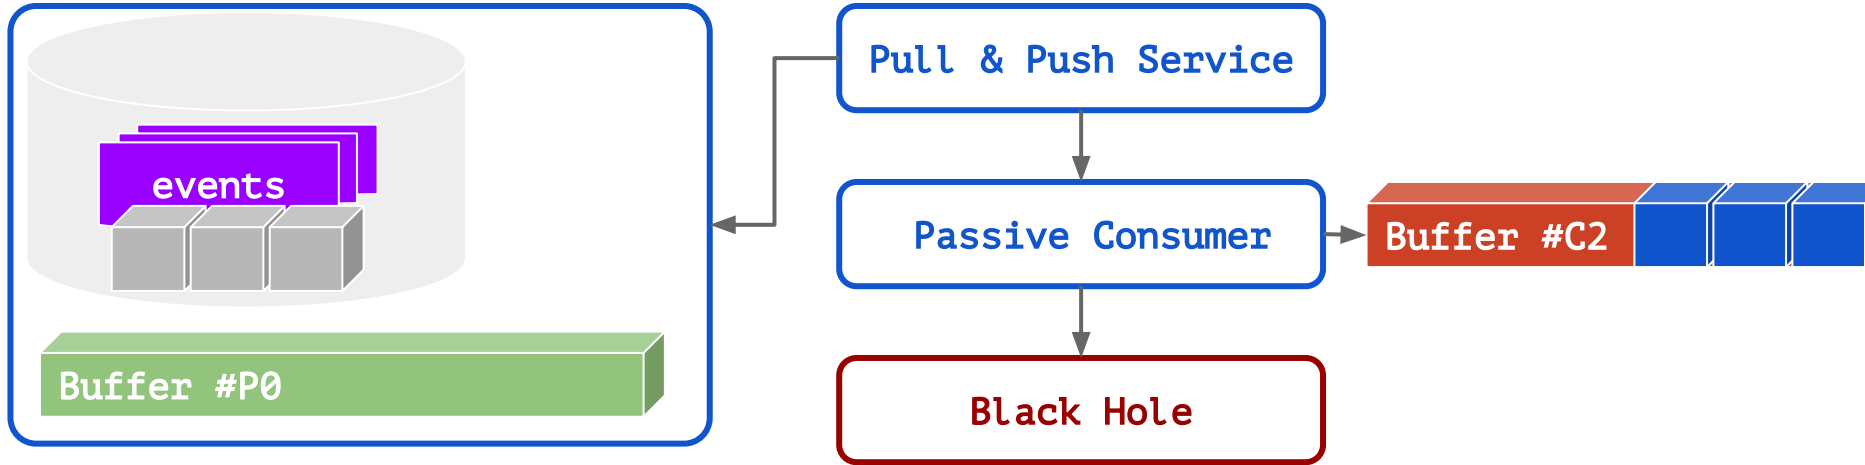 events
Buffer #P0
Pull & Push Service
Passive Consumer
Black Hole
Buffer #C2